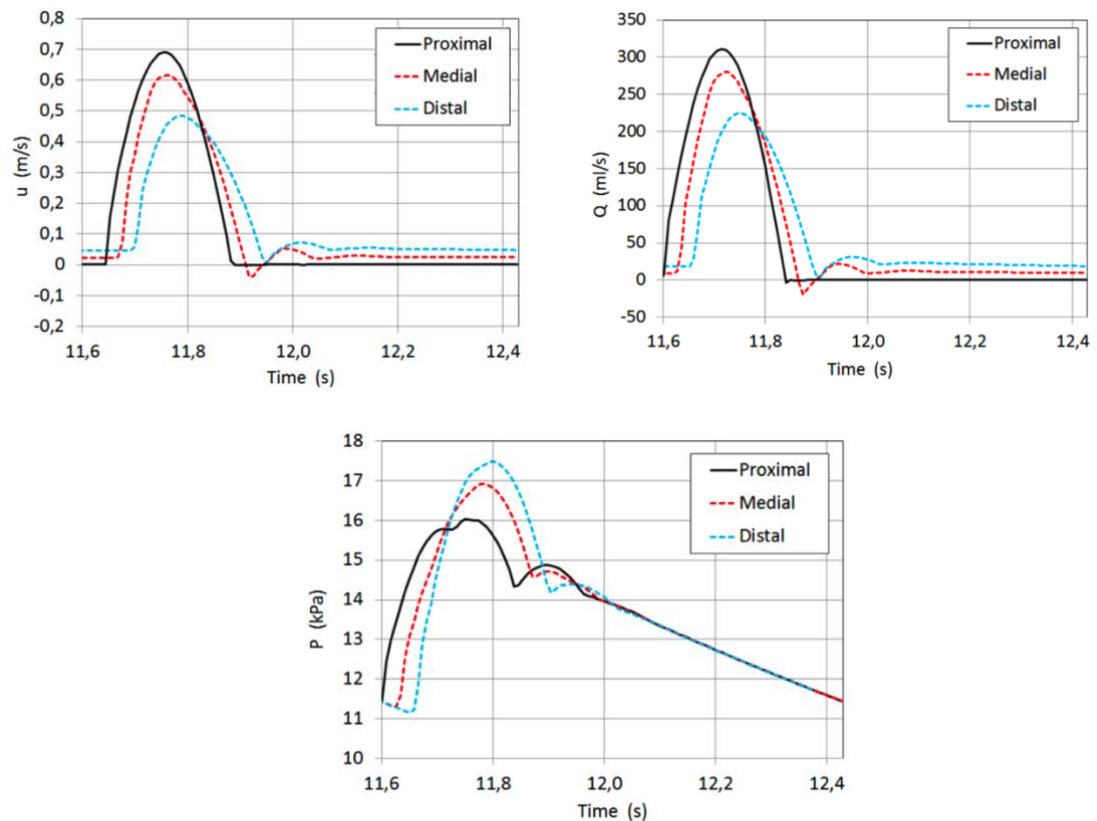 0,8
0,7
0,6
0,5
0,4
0,3
0,2
0,1
0
-0,1
-0,2
u (m/s)
Proximal
Medial
Distal
11,6 11,8 12,0 12,2 12,4
Time (s)
350
300
250
200
150
100
50
0
-50
Q (ml/s)
Proximal
Medial
Distal
11,6 11,8 12,0 12,2 12,4
Time (s)
18
17
16
15
14
13
12
11
10
P (kPa)
Proximal
Medial
Distal
11,6 11,8 12,0 12,2 12,4
Time (s)